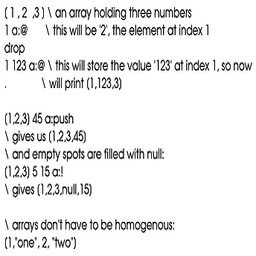 ( 1 , 2  ,3 ) \ an array holding three numbers
1 a:@      \ this will be '2', the element at index 1
drop
1 123 a:@ \ this will store the value '123' at index 1, so now
.            \ will print (1,123,3)

(1,2,3) 45 a:push
\ gives us (1,2,3,45)
\ and empty spots are filled with null:
(1,2,3) 5 15 a:!
\ gives (1,2,3,null,15)

\ arrays don't have to be homogenous:
(1,"one", 2, "two")